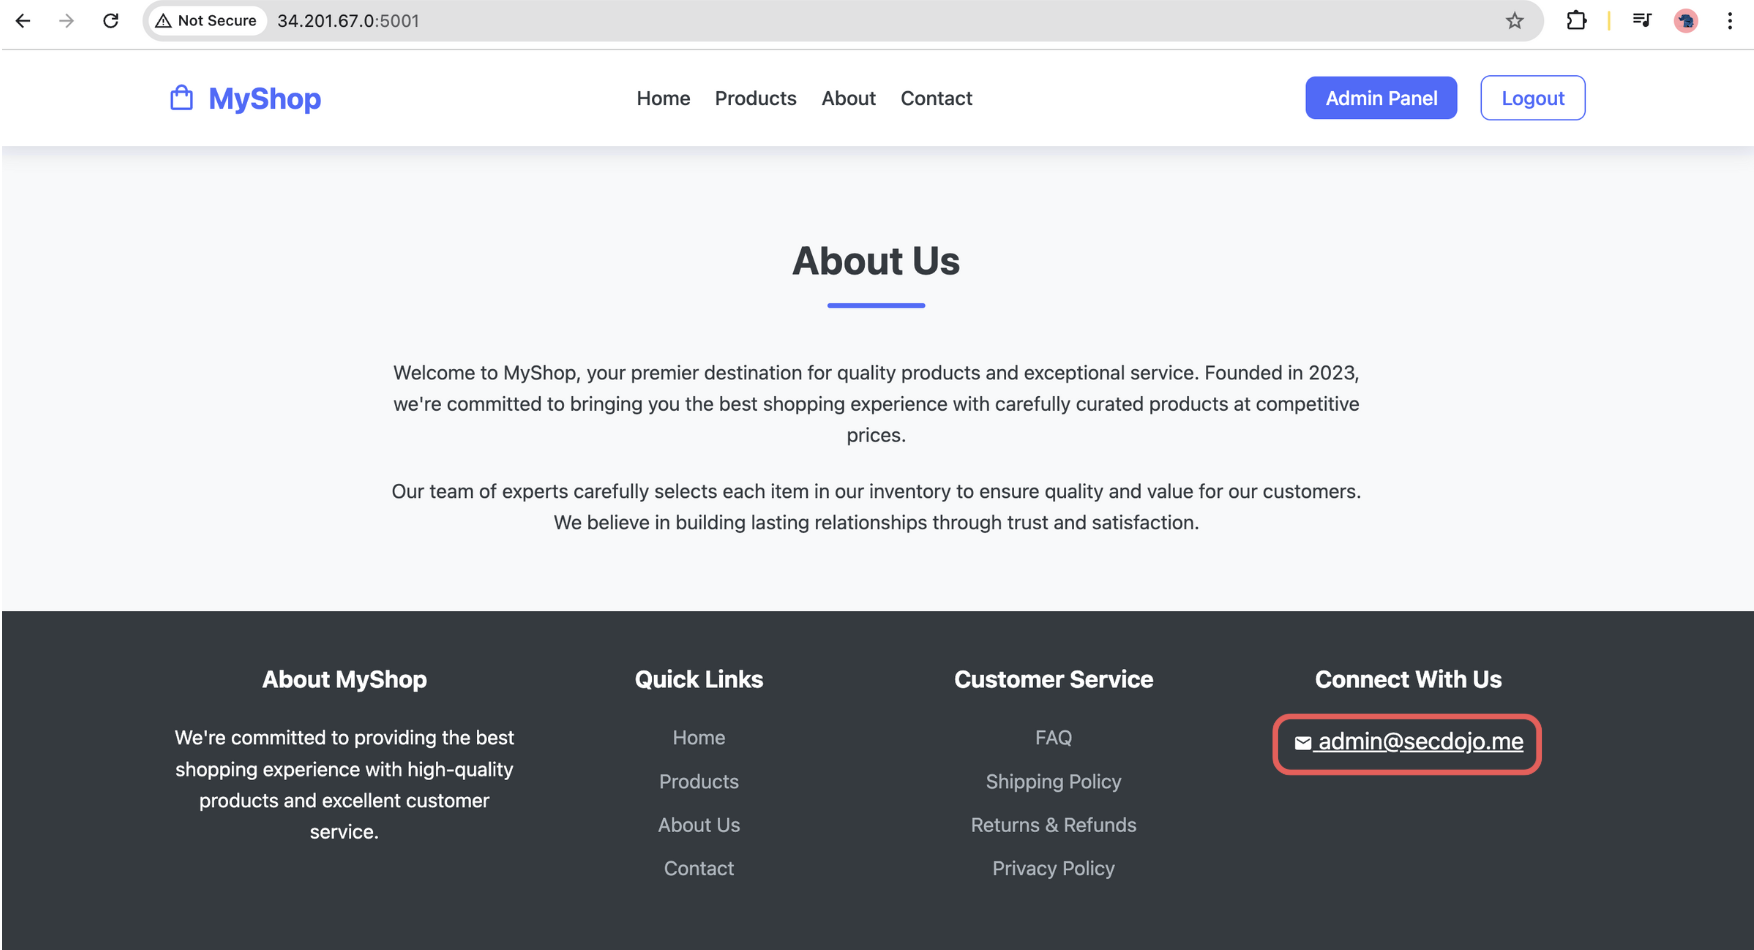 Not Secure 34.201.67.0:5001
MyShop
Home Products About Contact
Admin Panel Logout
About Us
Welcome to MyShop, your premier destination for quality products and exceptional service. Founded in 2023,
we're committed to bringing you the best shopping experience with carefully curated products at competitive
prices.
Our team of experts carefully selects each item in our inventory to ensure quality and value for our customers.
We believe in building lasting relationships through trust and satisfaction.
About MyShop
We're committed to providing the best
shopping experience with high-quality
products and excellent customer
service.
Quick Links
Home
Products
About Us
Contact
Customer Service
FAQ
Shipping Policy
Returns & Refunds
Privacy Policy
Connect With Us
admin@secdojo.me